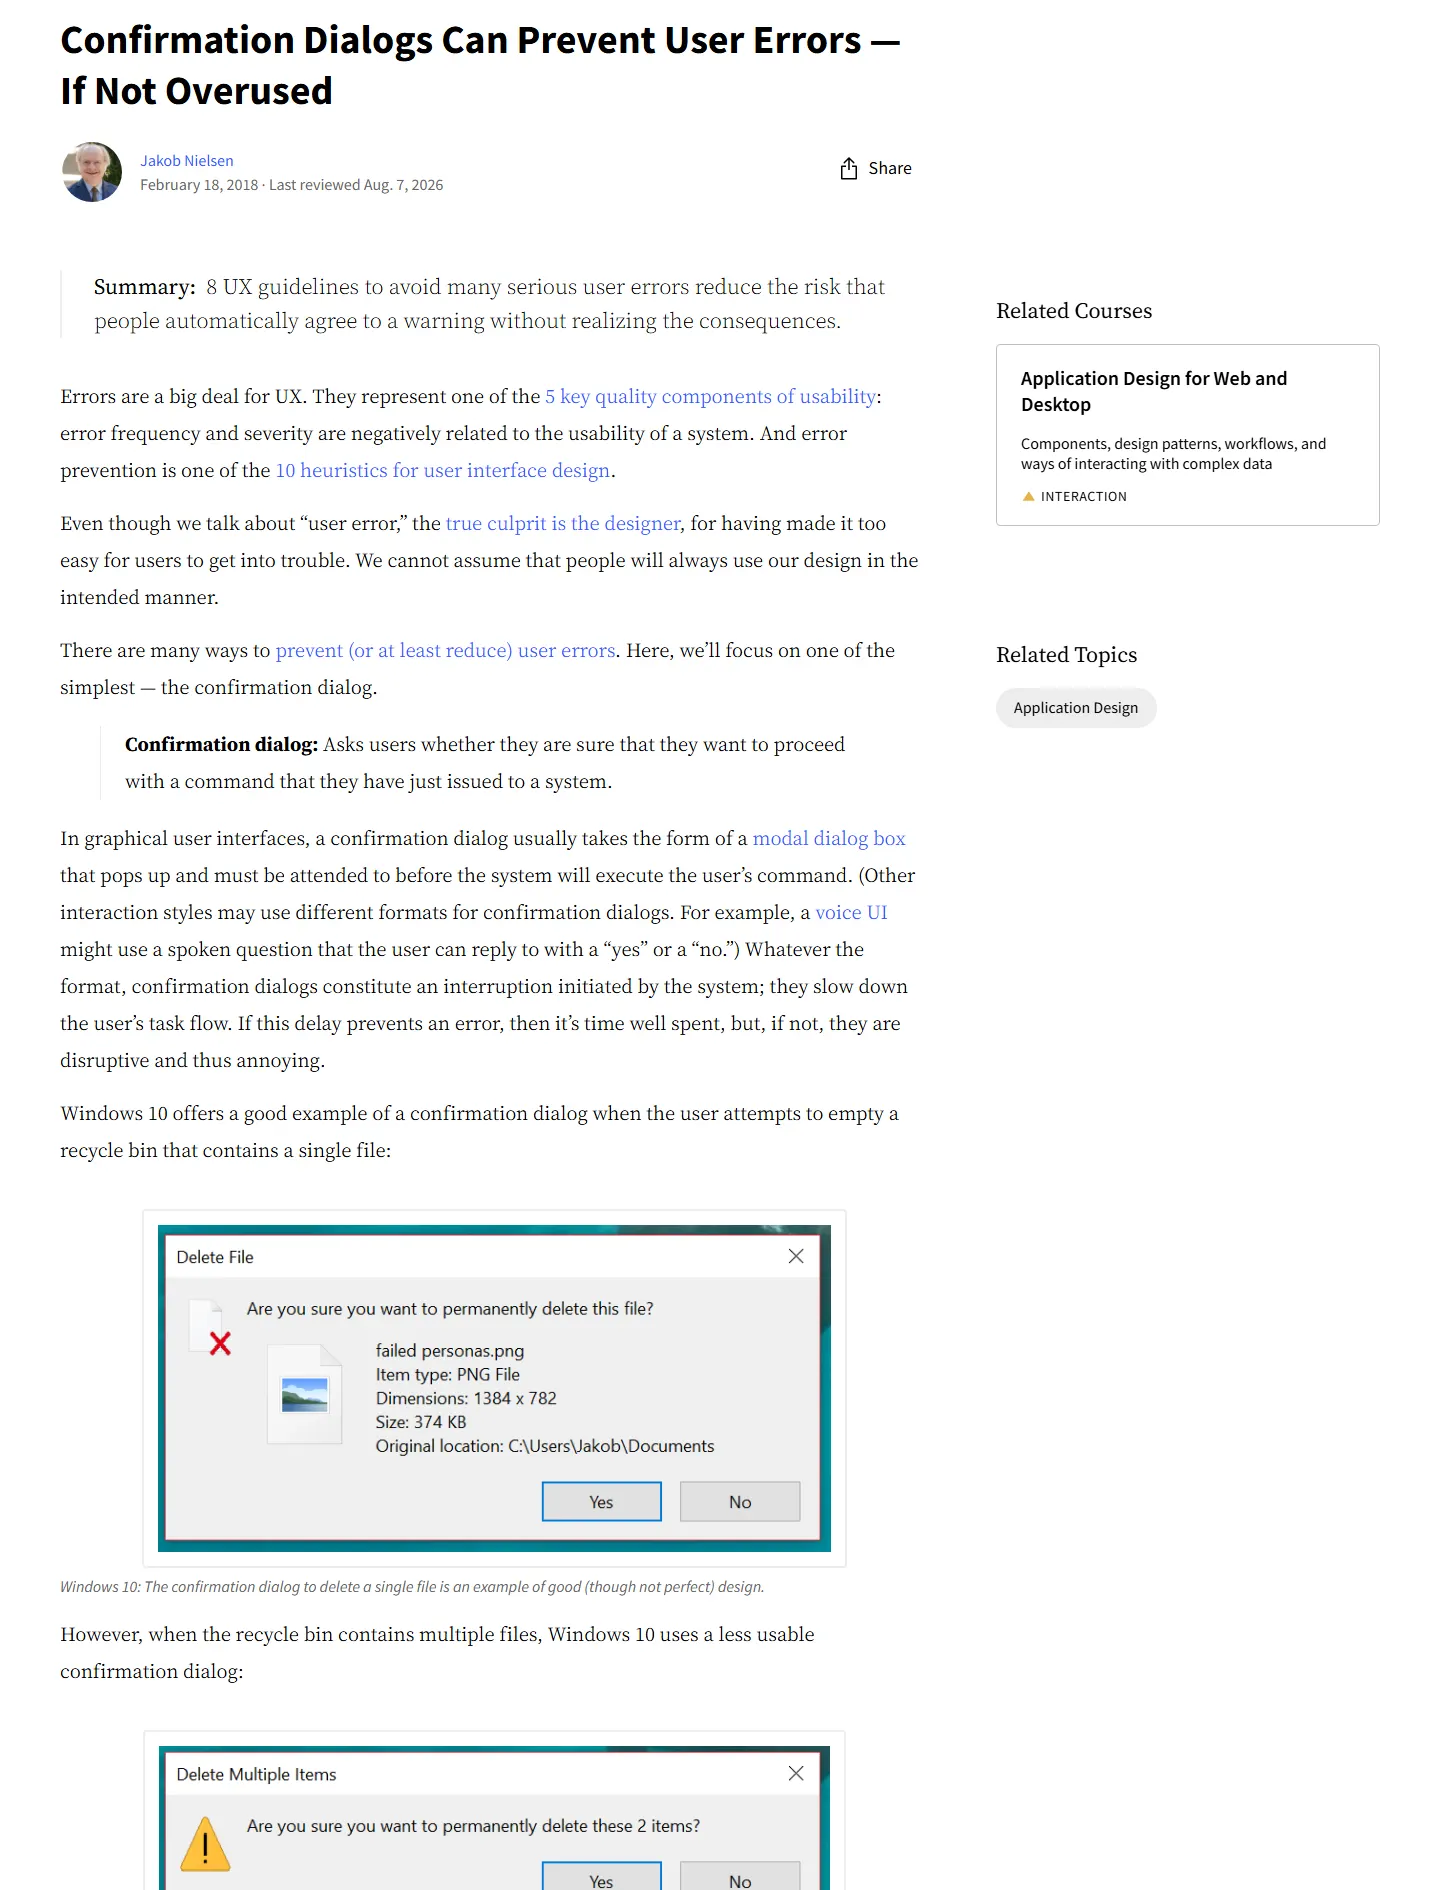 Confirmation Dialogs Can Prevent User Errors —
If Not Overused
Jakob Nielsen
February 18, 2018 · Last reviewed Aug. 7, 2026
Share
Summary: 8 UX guidelines to avoid many serious user errors reduce the risk that
people automatically agree to a warning without realizing the consequences.
Errors are a big deal for UX. They represent one of the 5 key quality components of usability:
error frequency and severity are negatively related to the usability of a system. And error
prevention is one of the 10 heuristics for user interface design.
Even though we talk about “user error,” the true culprit is the designer, for having made it too
easy for users to get into trouble. We cannot assume that people will always use our design in the
intended manner.
There are many ways to prevent (or at least reduce) user errors. Here, we’ll focus on one of the
simplest — the confirmation dialog.
Confirmation dialog: Asks users whether they are sure that they want to proceed
with a command that they have just issued to a system.
In graphical user interfaces, a confirmation dialog usually takes the form of a modal dialog box
that pops up and must be attended to before the system will execute the user’s command. (Other
interaction styles may use different formats for confirmation dialogs. For example, a voice UI
might use a spoken question that the user can reply to with a “yes” or a “no.”) Whatever the
format, confirmation dialogs constitute an interruption initiated by the system; they slow down
the user’s task flow. If this delay prevents an error, then it’s time well spent, but, if not, they are
disruptive and thus annoying.
Windows 10 offers a good example of a confirmation dialog when the user attempts to empty a
recycle bin that contains a single file:
Delete File
Are you sure you want to permanently delete this file?
failed personas.png
Item type: PNG File
Dimensions: 1384 x 782
Size: 374 KB
Original location: C:\Users\Jakob\Documents
Yes
No
Windows 10: The confirmation dialog to delete a single file is an example of good (though not perfect) design.
However, when the recycle bin contains multiple files, Windows 10 uses a less usable
confirmation dialog:
Delete Multiple Items
Are you sure you want to permanently delete these 2 items?
Yes
No
Related Courses
Application Design for Web and
Desktop
Components, design patterns, workflows, and
ways of interacting with complex data
INTERACTION
Related Topics
Application Design